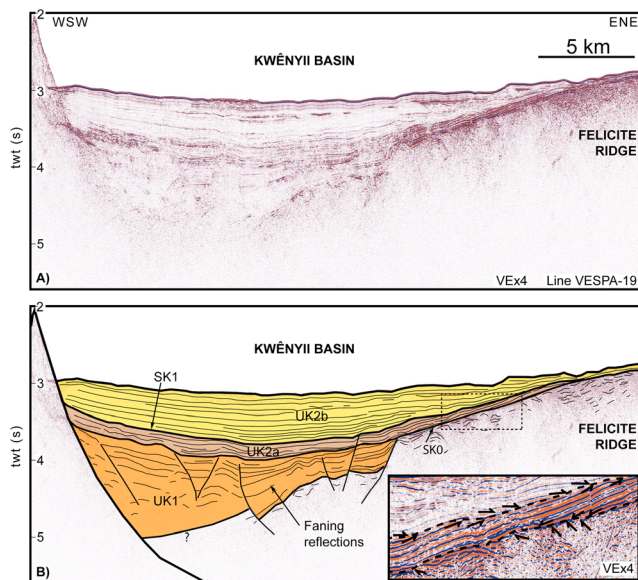 2
WSW
ENE
5 km
KWÊNYII BASIN
3
FELICITE
RIDGE
twt (s)
4
5
A)
VEx4 Line VESPA-19
2
KWÊNYII BASIN
SK1
3
UK2b
FELICITE
RIDGE
twt (s)
UK2a
SK0
4
UK1
Faning
reflections
5
?
B)
VEx4